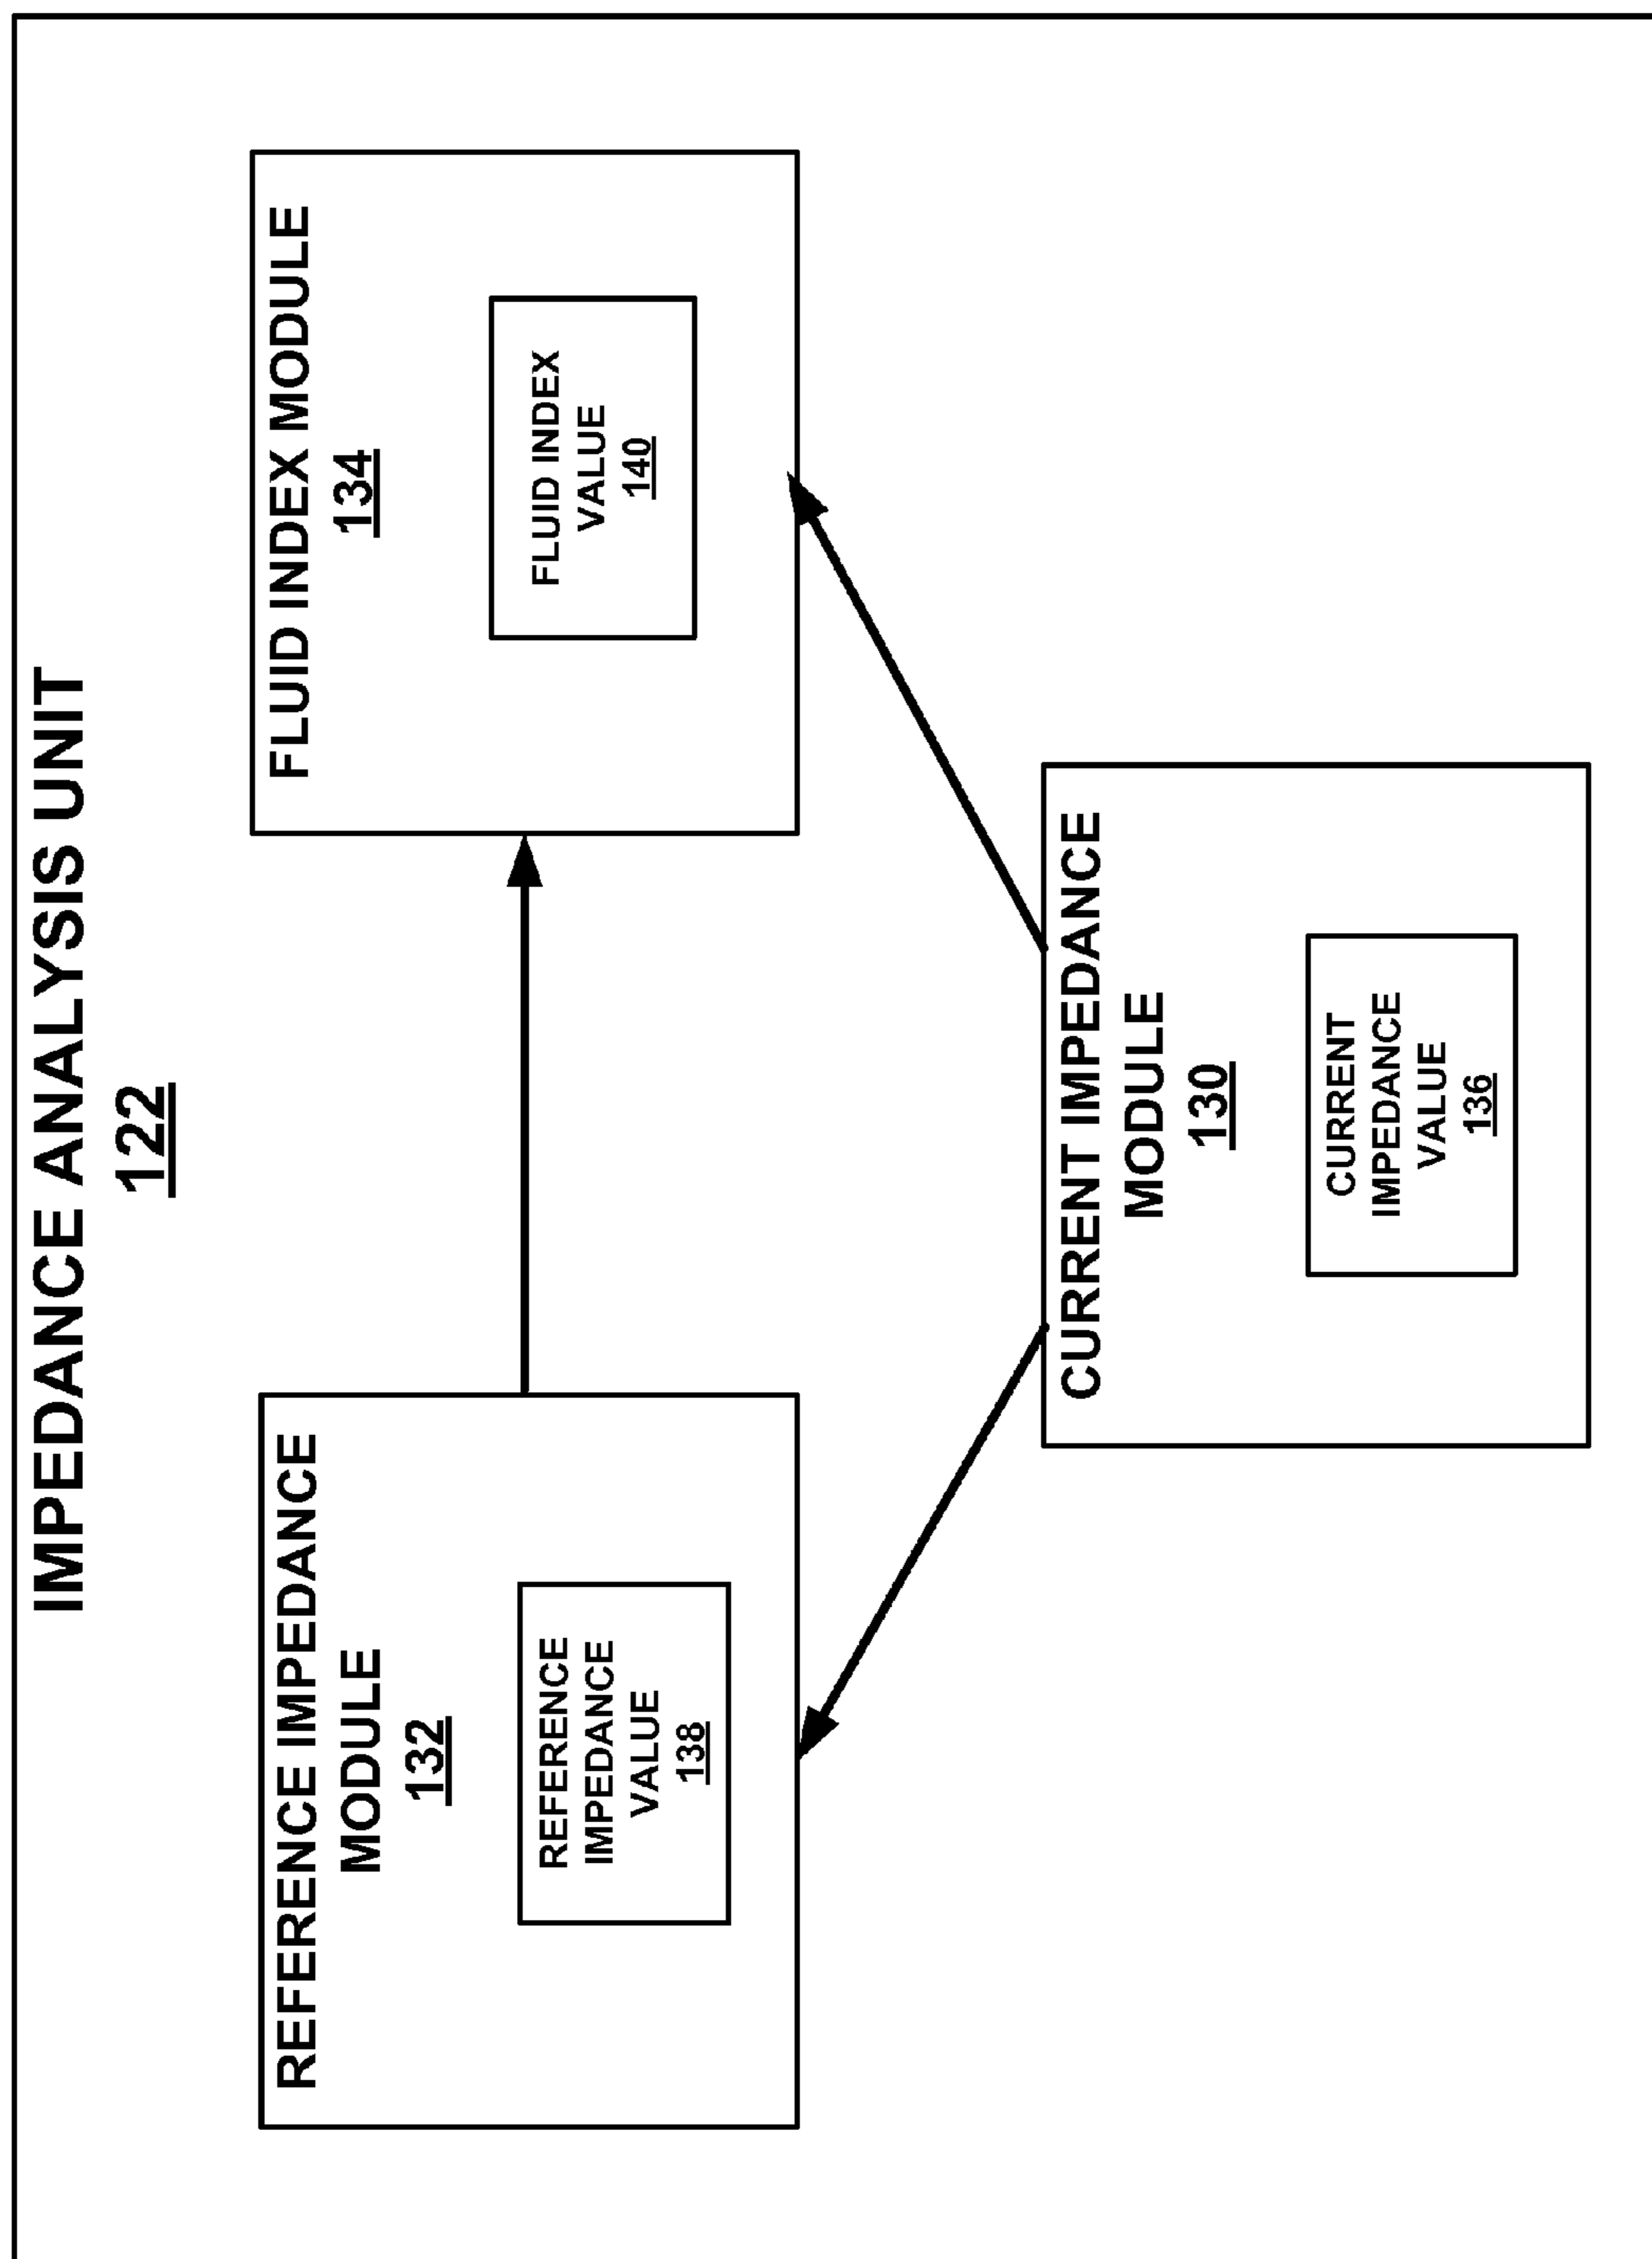 IMPEDANCE ANALYSIS UNIT
122
REFERENCE IMPEDANCE
MODULE
132
REFERENCE
IMPEDANCE
VALUE
138
FLUID INDEX MODULE
134
FLUID INDEX
VALUE
140
CURRENT IMPEDANCE
MODULE
130
CURRENT
IMPEDANCE
VALUE
136